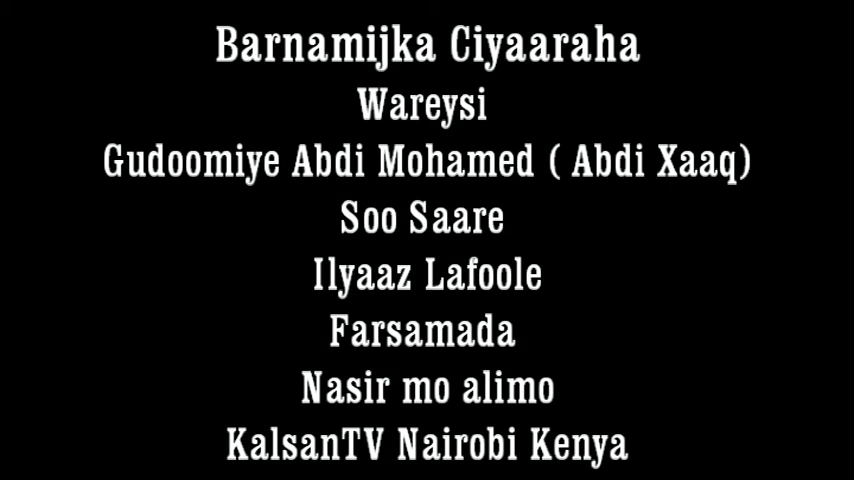 Barnamijka Ciyaaraha
Wareysi
Gudoomiye Abdi Mohamed ( Abdi Xaaq)
Soo Saare
Ilyaaz Lafoole
Farsamada
Nasir mo alimo
KalsanTV Nairobi Kenya